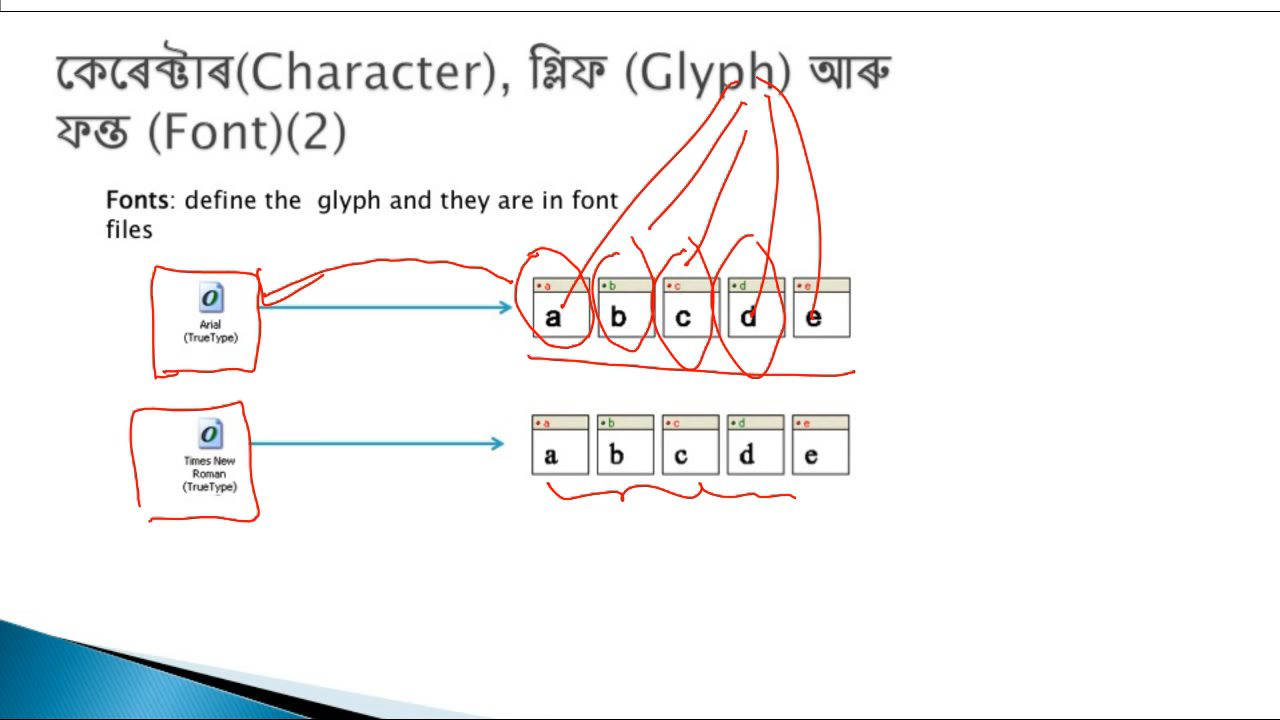 কেৰেক্টাৰ(Character), গ্লিফ (Glyph) আৰু
ফন্ত (Font)(2)
Fonts: define the glyph and they are in font
files
Arial
(TrueType)
a b c d e
a b c d e
Times New
Roman
(TrueType)
a b c d e
a b c d e